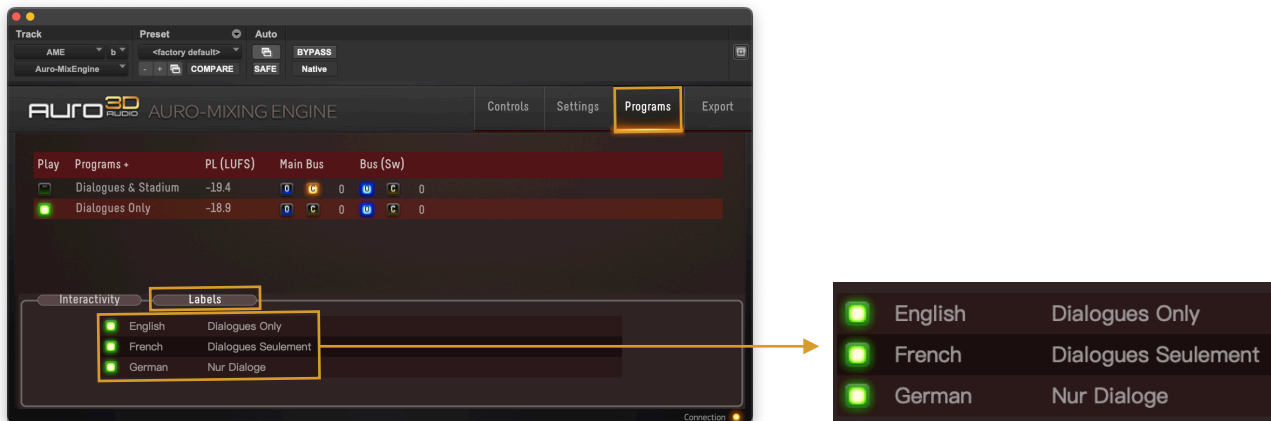 Track Preset Auto
AME b <factory default> BYPASS
Auro-MixEngine - + COMPARE SAFE Native
AURO 3D AUDIO AURO-MIXING ENGINE Controls Settings Programs Export
Play Programs + PL (LUFS) Main Bus Bus (Sw)
Dialogues & Stadium -19.4 0 C 0 U C 0
Dialogues Only -18.9 0 C 0 U C 0
Interactivity Labels
English Dialogues Only
French Dialogues Seulement
German Nur Dialoge
Connection
English Dialogues Only
French Dialogues Seulement
German Nur Dialoge